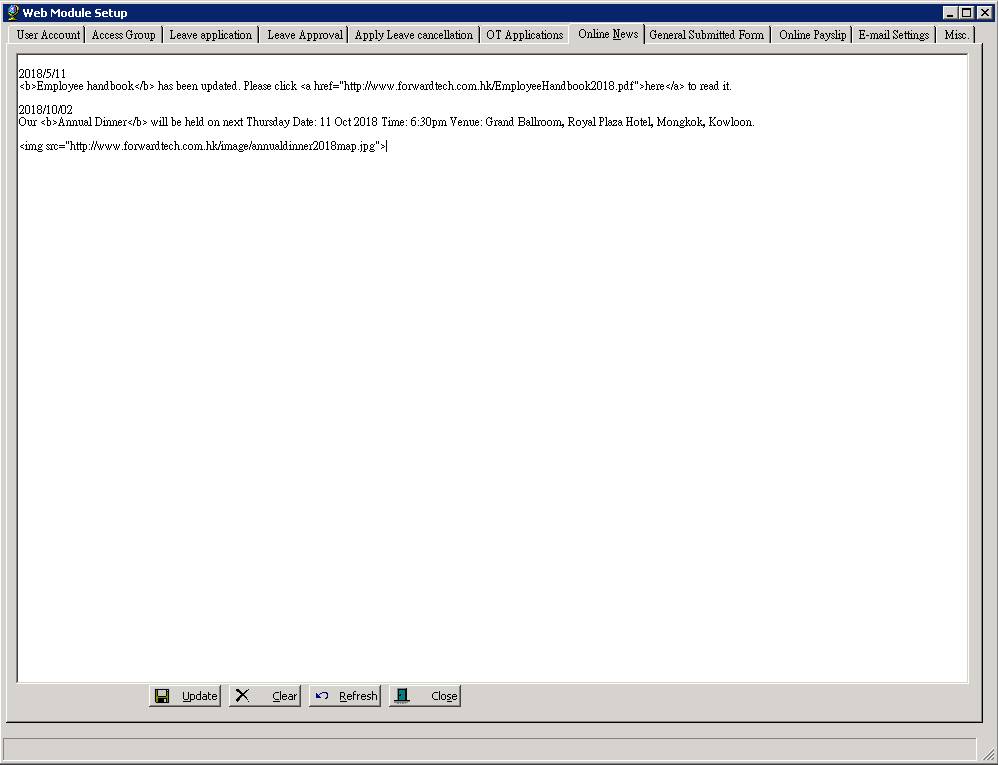 Web Module Setup
User Account Access Group Leave application Leave Approval Apply Leave cancellation OT Applications Online News General Submitted Form Online Payslip E-mail Settings Misc.
2018/5/11
<b>Employee handbook</b> has been updated. Please click <a href="http://www.forwardtech.com.hk/EmployeeHandbook2018.pdf">here</a> to read it.
2018/10/02
Our <b>Annual Dinner</b> will be held on next Thursday Date: 11 Oct 2018 Time: 6:30pm Venue: Grand Ballroom, Royal Plaza Hotel, Mongkok, Kowloon.
<img src="http://www.forwardtech.com.hk/image/annualdinner2018map.jpg">
Update Clear Refresh Close